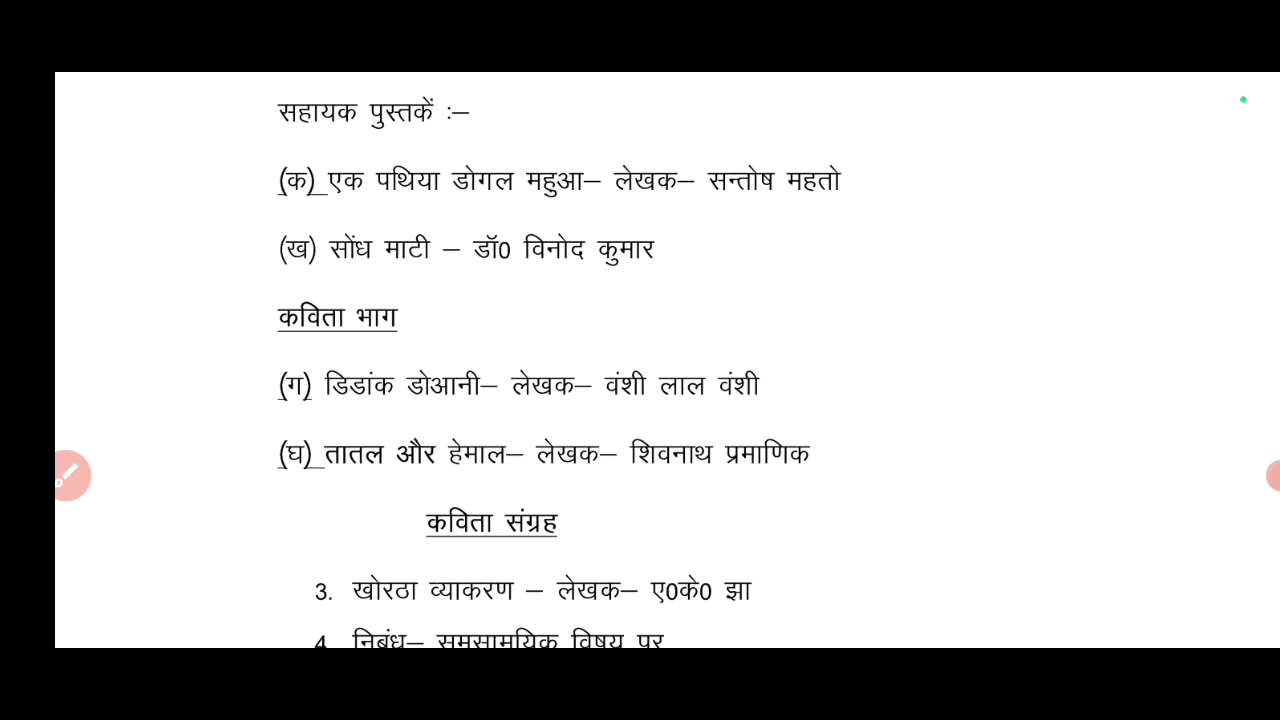 सहायक पुस्तकें :–
(क) एक पथिया डोगल महुआ– लेखक– सन्तोष महतो
(ख) सोंध माटी – डॉ0 विनोद कुमार
कविता भाग
(ग) डिडांक डोआनी– लेखक– वंशी लाल वंशी
(घ) तातल और हेमाल– लेखक– शिवनाथ प्रमाणिक
कविता संग्रह
3. खोरठा व्याकरण – लेखक– ए0के0 झा
4. निबंध– समसामयिक विषय पर